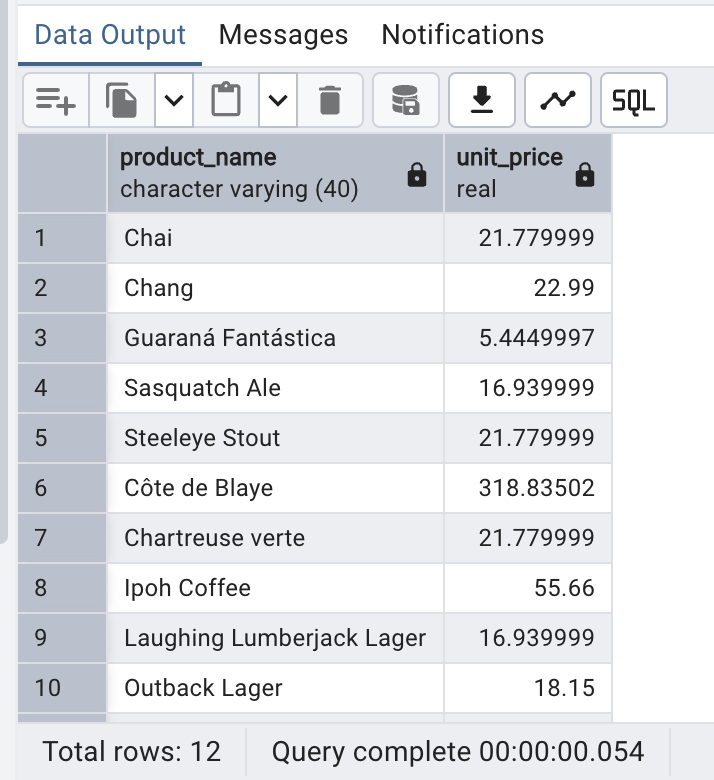 Data Output Messages Notifications
SQL
product_name unit_price
character varying (40) real
1 Chai 21.779999
2 Chang 22.99
3 Guaraná Fantástica 5.4449997
4 Sasquatch Ale 16.939999
5 Steeleye Stout 21.779999
6 Côte de Blaye 318.83502
7 Chartreuse verte 21.779999
8 Ipoh Coffee 55.66
9 Laughing Lumberjack Lager 16.939999
10 Outback Lager 18.15
Total rows: 12 Query complete 00:00:00.054